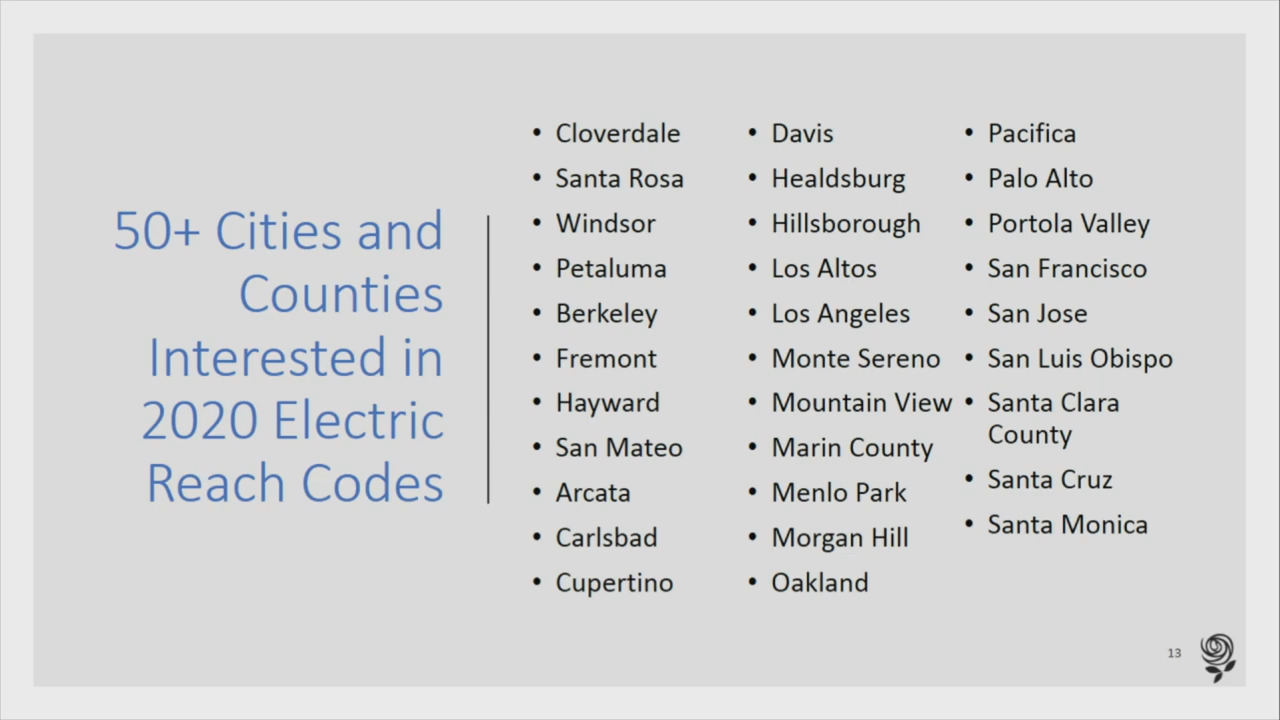 50+ Cities and
Counties
Interested in
2020 Electric
Reach Codes
• Cloverdale
• Santa Rosa
• Windsor
• Petaluma
• Berkeley
• Fremont
• Hayward
• San Mateo
• Arcata
• Carlsbad
• Cupertino
• Davis
• Healdsburg
• Hillsborough
• Los Altos
• Los Angeles
• Monte Sereno
• Mountain View
• Marin County
• Menlo Park
• Morgan Hill
• Oakland
• Pacifica
• Palo Alto
• Portola Valley
• San Francisco
• San Jose
• San Luis Obispo
• Santa Clara
County
• Santa Cruz
• Santa Monica
13